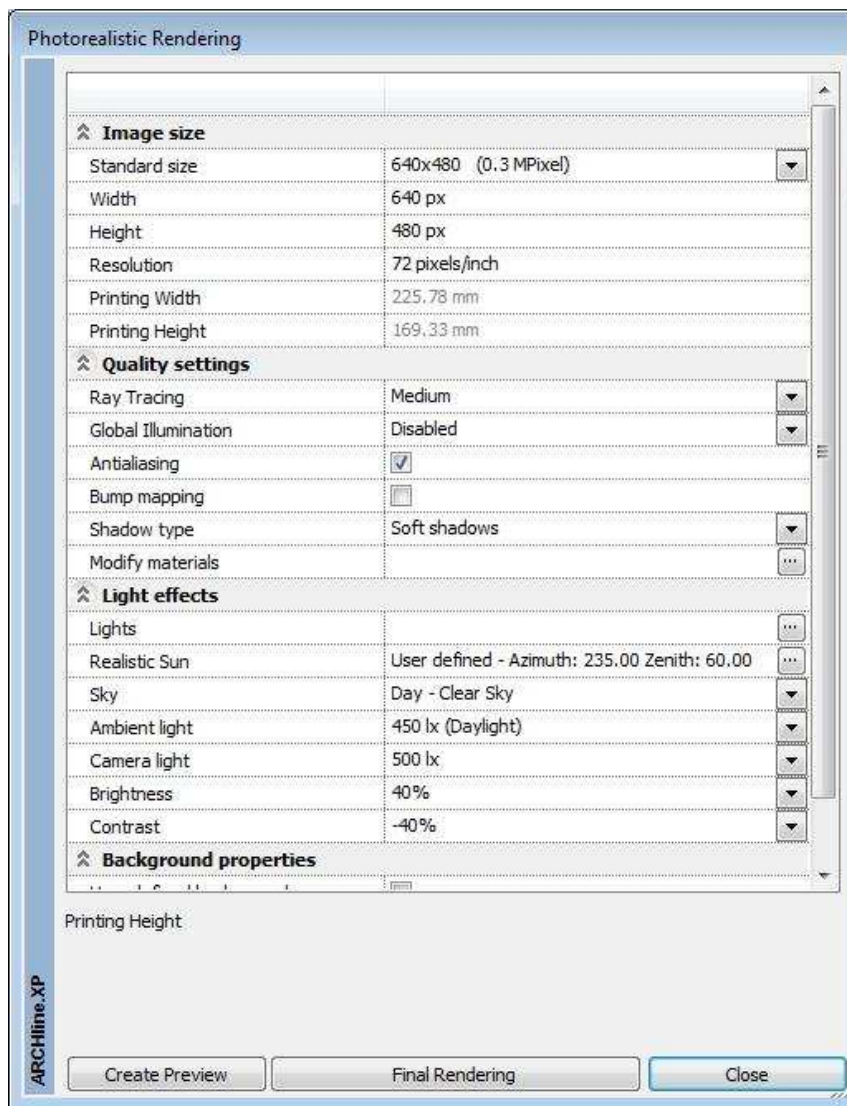 Photorealistic Rendering
Image size
Standard size 640x480 (0.3 MPixel)
Width 640 px
Height 480 px
Resolution 72 pixels/inch
Printing Width 225.78 mm
Printing Height 169.33 mm
Quality settings
Ray Tracing Medium
Global Illumination Disabled
Antialiasing
Bump mapping
Shadow type Soft shadows
Modify materials ...
Light effects
Lights ...
Realistic Sun User defined - Azimuth: 235.00 Zenith: 60.00 ...
Sky Day - Clear Sky
Ambient light 450 lx (Daylight)
Camera light 500 lx
Brightness 40%
Contrast -40%
Background properties
Printing Height
ARCHline.XP
Create Preview Final Rendering Close